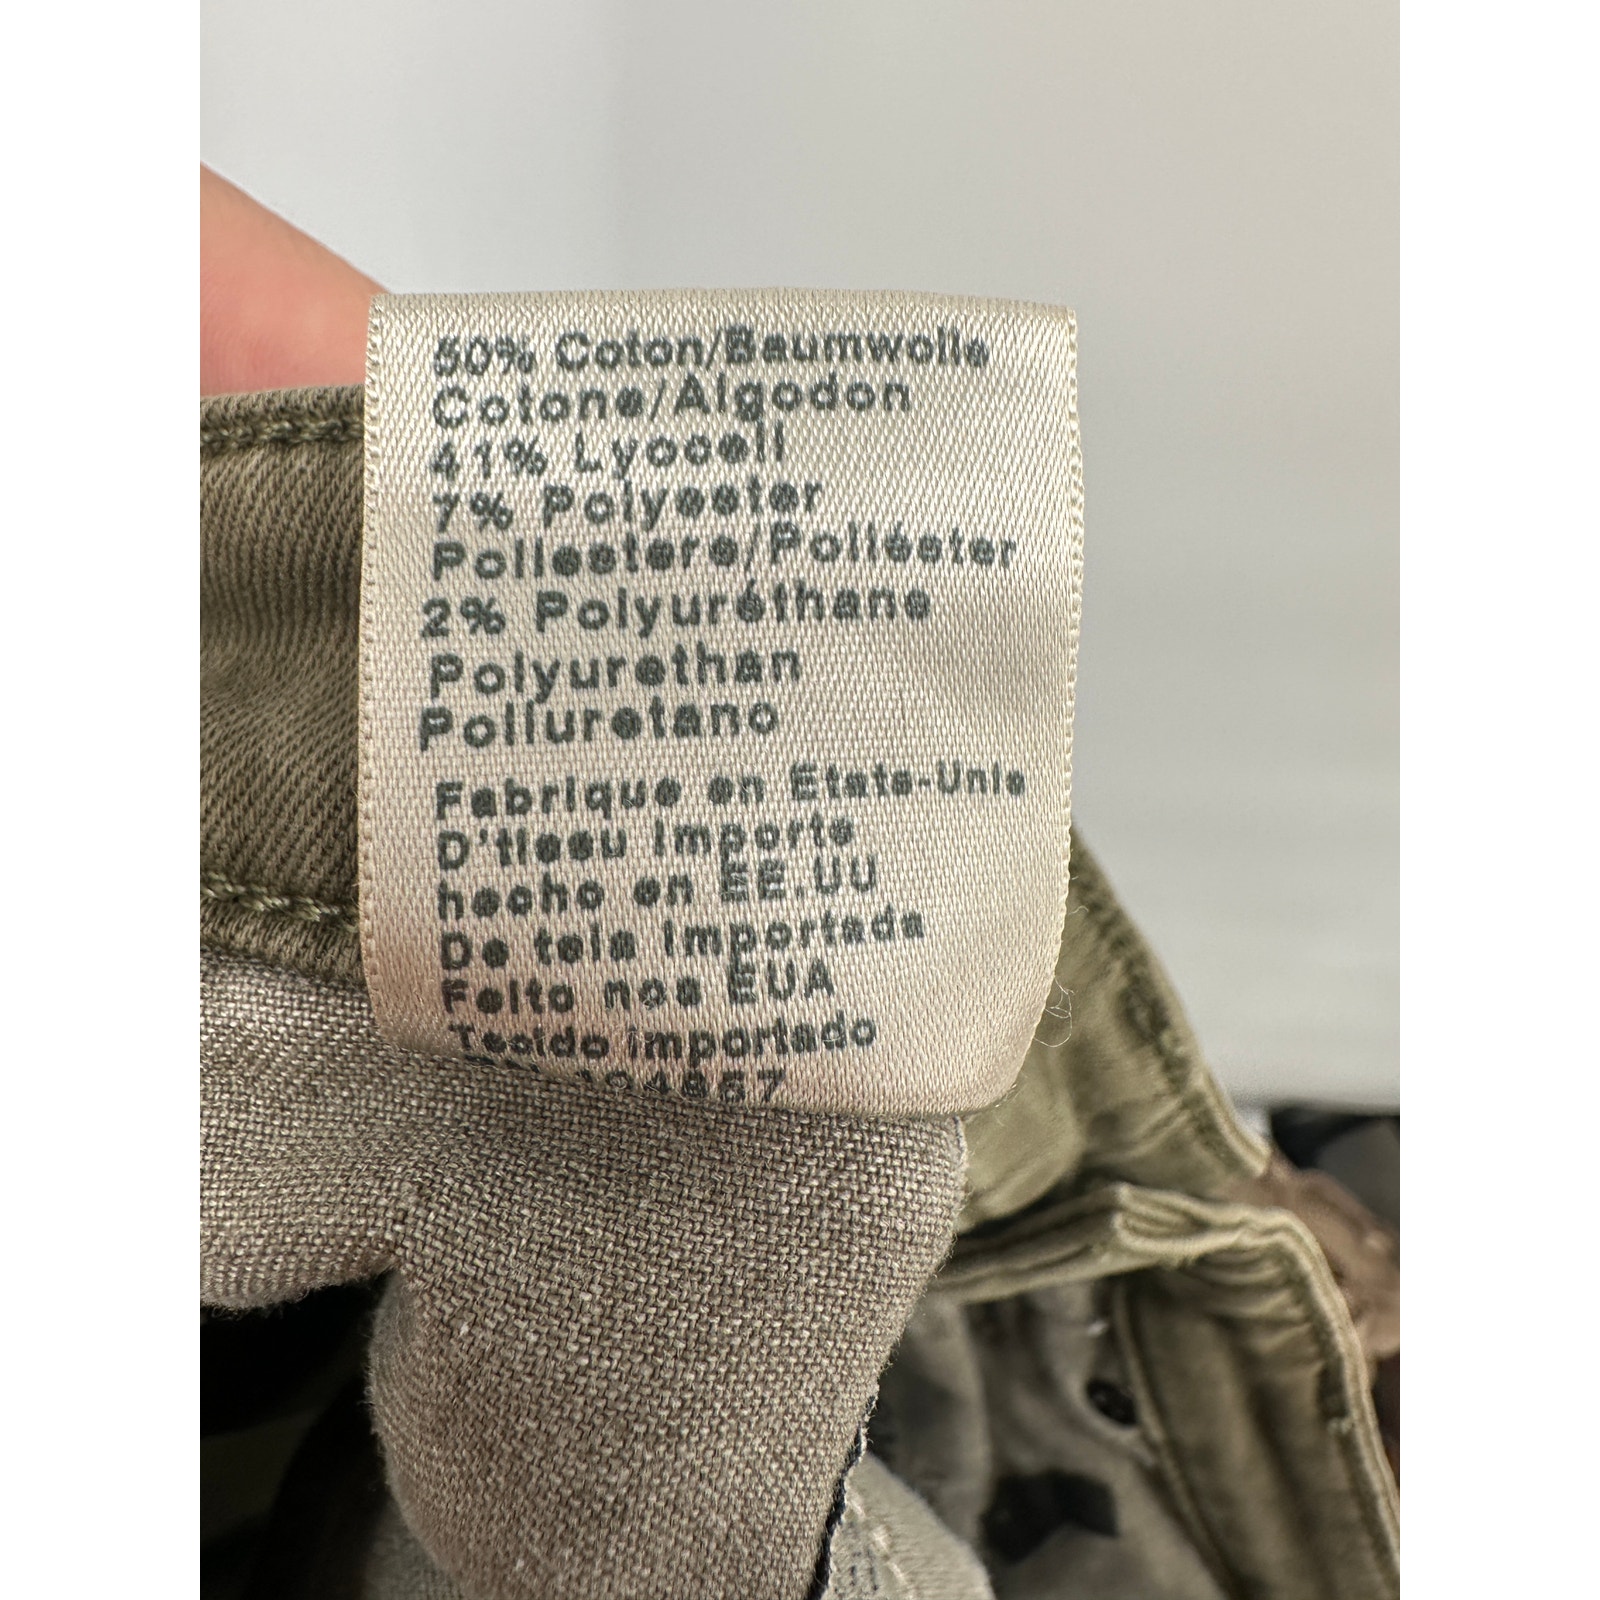 50% Coton/Baumwolle
Cotone/Algodon
41% Lyocell
7% Polyester
Poliestere/Poliéster
2% Polyuréthane
Polyurethan
Poliuretano
Fabrique en Etats-Unis
D'tissu importe
hecho en EE.UU
De tela importada
Feito nos EUA
Tecido importado